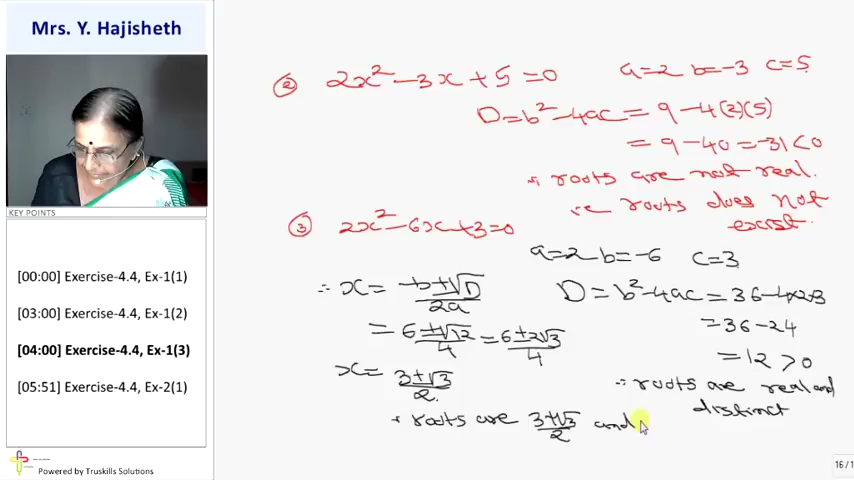 Mrs. Y. Hajisheth
KEY POINTS
[00:00] Exercise-4.4, Ex-1(1)
[03:00] Exercise-4.4, Ex-1(2)
[04:00] Exercise-4.4, Ex-1(3)
[05:51] Exercise-4.4, Ex-2(1)
Powered by Truskills Solutions
② 2x² - 3x + 5 = 0 a=2 b=-3 c=5
D = b² - 4ac = 9 - 4(2)(5)
= 9 - 40 = -31 < 0
∴ roots are not real.
i.e roots does not
exist.
③ 2x² - 6x + 3 = 0
a=2 b=-6 c=3
D = b² - 4ac = 36 - 4x2x3
= 36 - 24
= 12 > 0
∴ roots are real and
distinct
∴ x = -b ± √D / 2a
= 6 ± √12 / 4 = 6 ± 2√3 / 4
x = 3 ± √3 / 2
∴ roots are 3 + √3 / 2 and
16 / 1